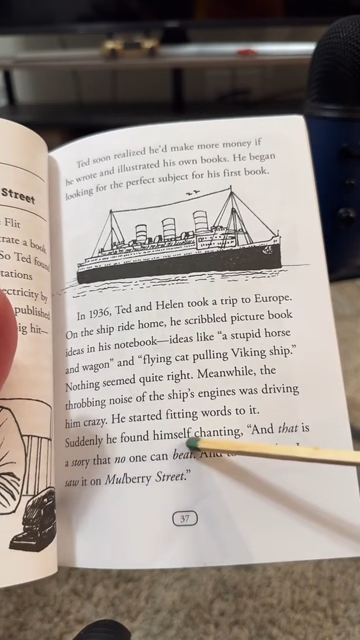 Street
Flit
rate a book
So Ted found
tations
ectricity by
published
ig hit—
Ted soon realized he'd make more money if
he wrote and illustrated his own books. He began
looking for the perfect subject for his first book.
In 1936, Ted and Helen took a trip to Europe.
On the ship ride home, he scribbled picture book
ideas in his notebook—ideas like "a stupid horse
and wagon" and "flying cat pulling Viking ship."
Nothing seemed quite right. Meanwhile, the
throbbing noise of the ship's engines was driving
him crazy. He started fitting words to it.
Suddenly he found himself chanting, "And that is
a story that no one can beat. And
saw it on Mulberry Street."
37